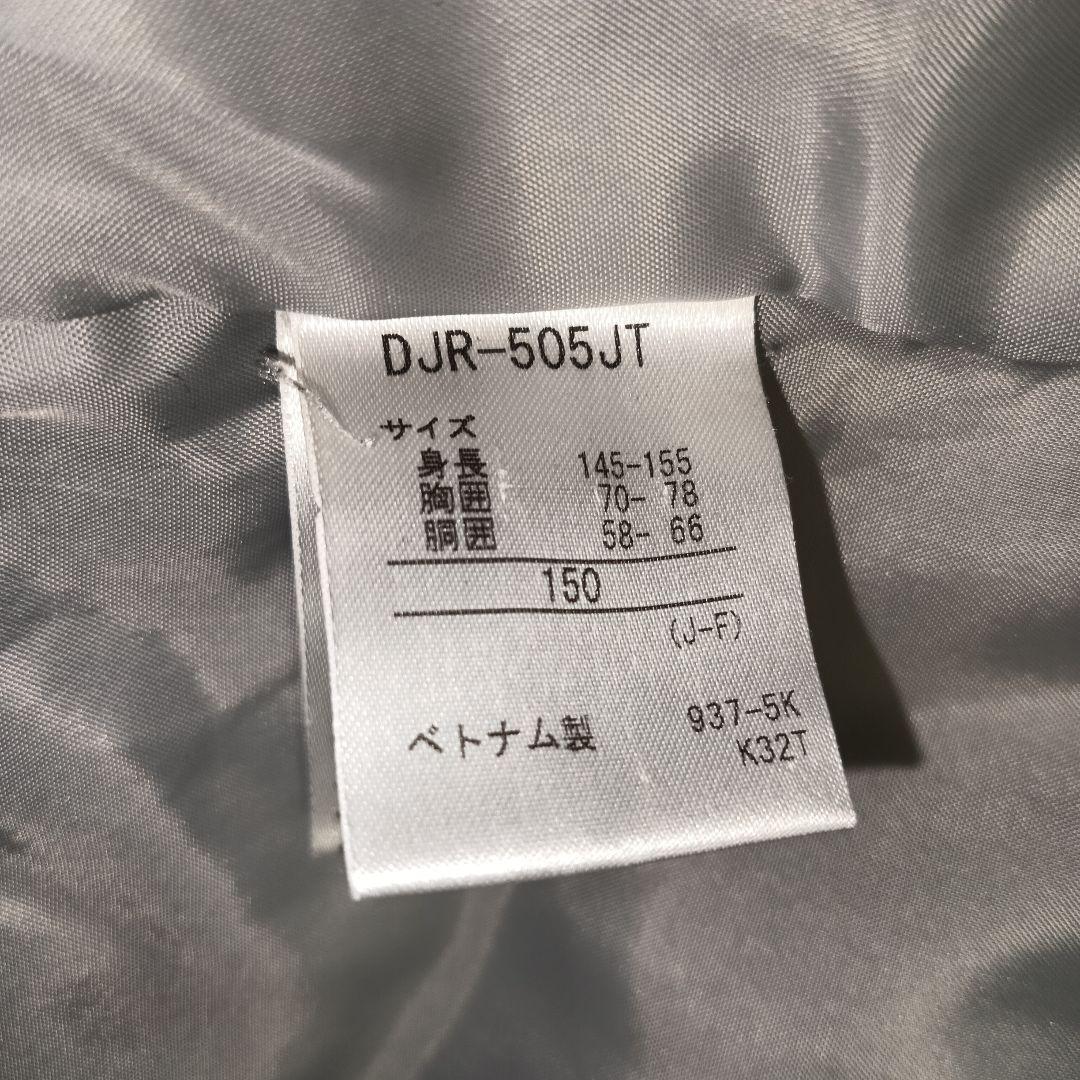 DJR-505JT
サイズ
身長 145-155
胸囲 70- 78
胴囲 58- 66
150
(J-F)
ベトナム製 937-5K
K32T